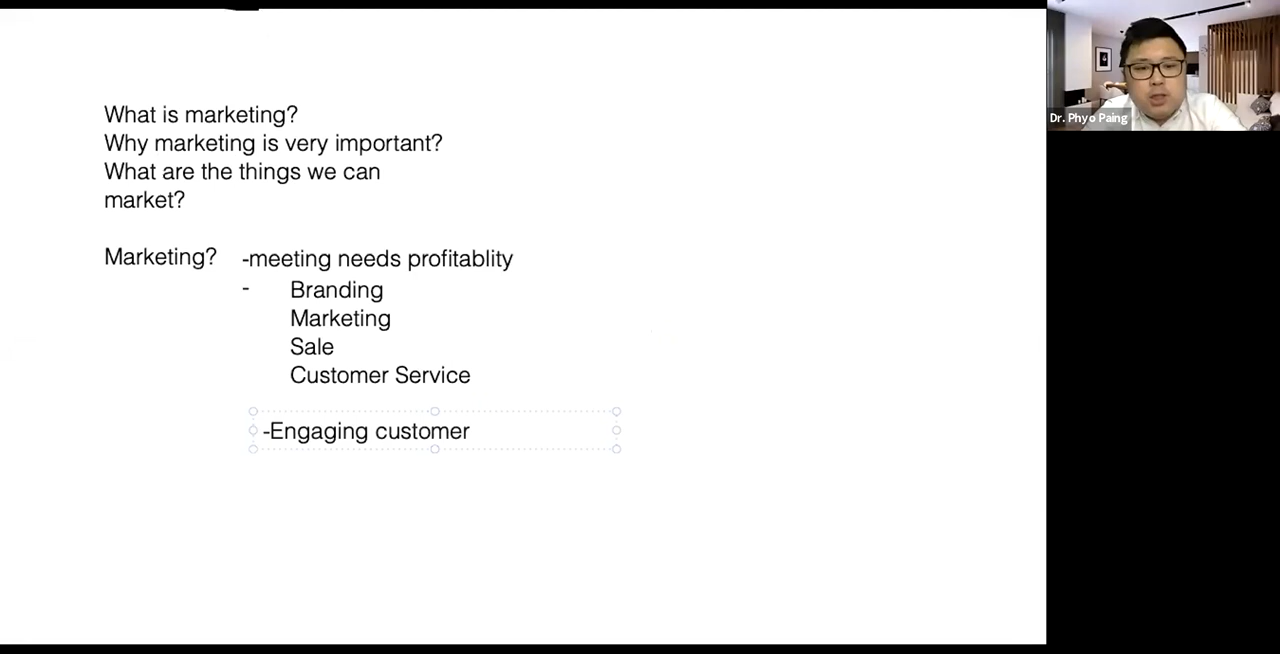 What is marketing?
Why marketing is very important?
What are the things we can
market?
Marketing? -meeting needs profitablity
- Branding
Marketing
Sale
Customer Service
-Engaging customer
Dr. Phyo Paing